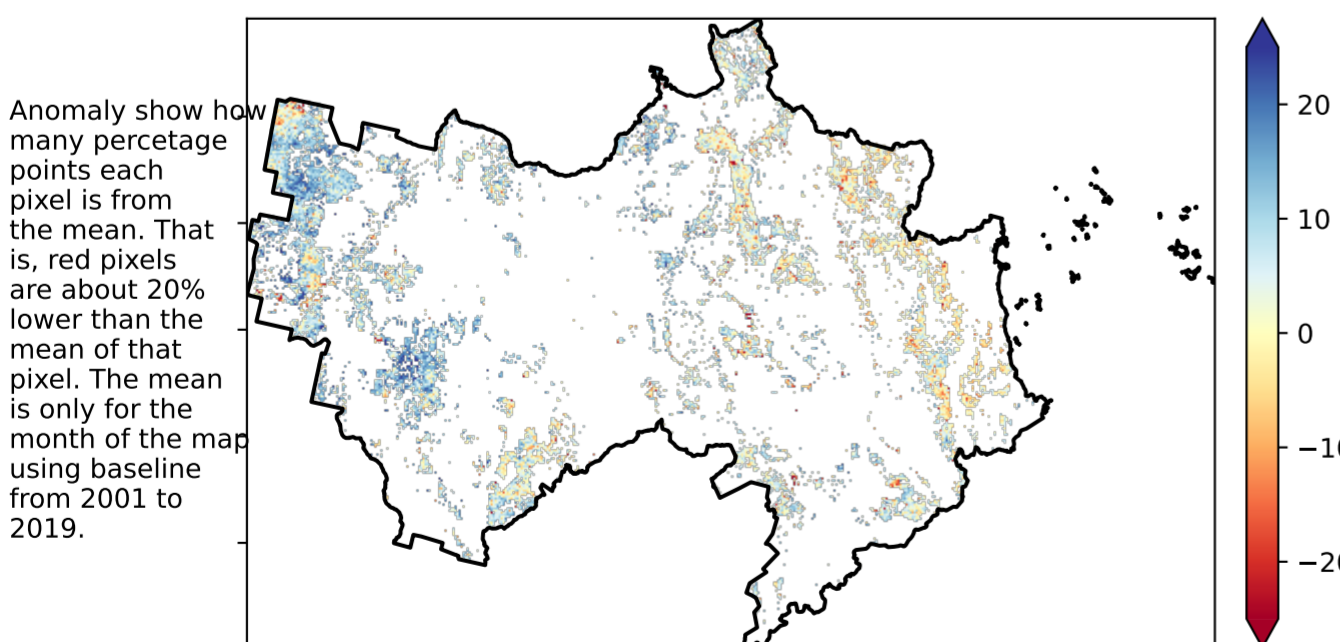 Anomaly show how
many percetage
points each
pixel is from
the mean. That
is, red pixels
are about 20%
lower than the
mean of that
pixel. The mean
is only for the
month of the map
using baseline
from 2001 to
2019.
20
10
0
−10
−20